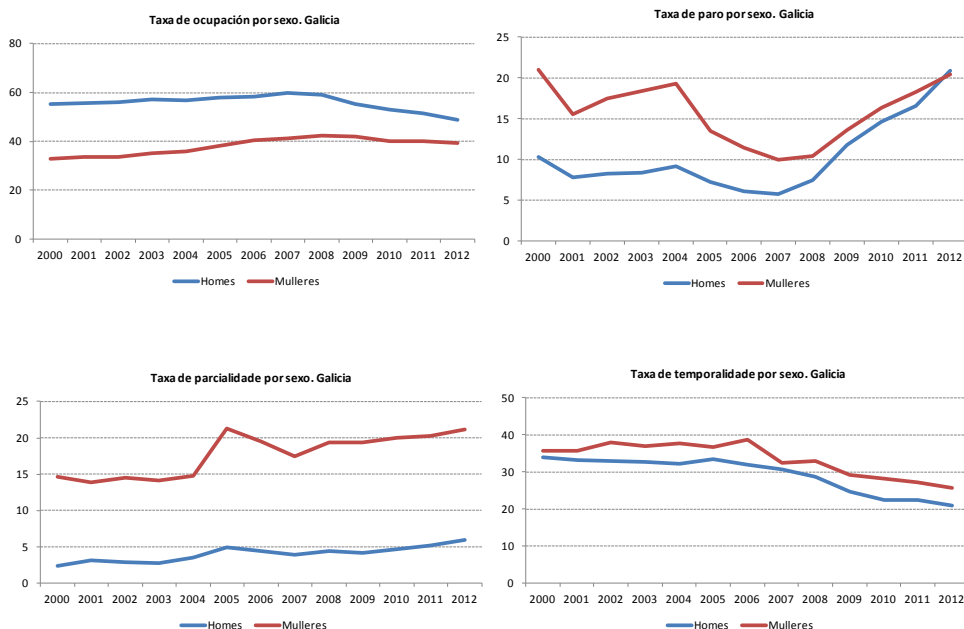 Taxa de ocupación por sexo. Galicia
80
60
40
20
0
2000 2001 2002 2003 2004 2005 2006 2007 2008 2009 2010 2011 2012
Homes Mulleres
Taxa de paro por sexo. Galicia
25
20
15
10
5
0
2000 2001 2002 2003 2004 2005 2006 2007 2008 2009 2010 2011 2012
Homes Mulleres
Taxa de parcialidade por sexo. Galicia
25
20
15
10
5
0
2000 2001 2002 2003 2004 2005 2006 2007 2008 2009 2010 2011 2012
Homes Mulleres
Taxa de temporalidade por sexo. Galicia
50
40
30
20
10
0
2000 2001 2002 2003 2004 2005 2006 2007 2008 2009 2010 2011 2012
Homes Mulleres